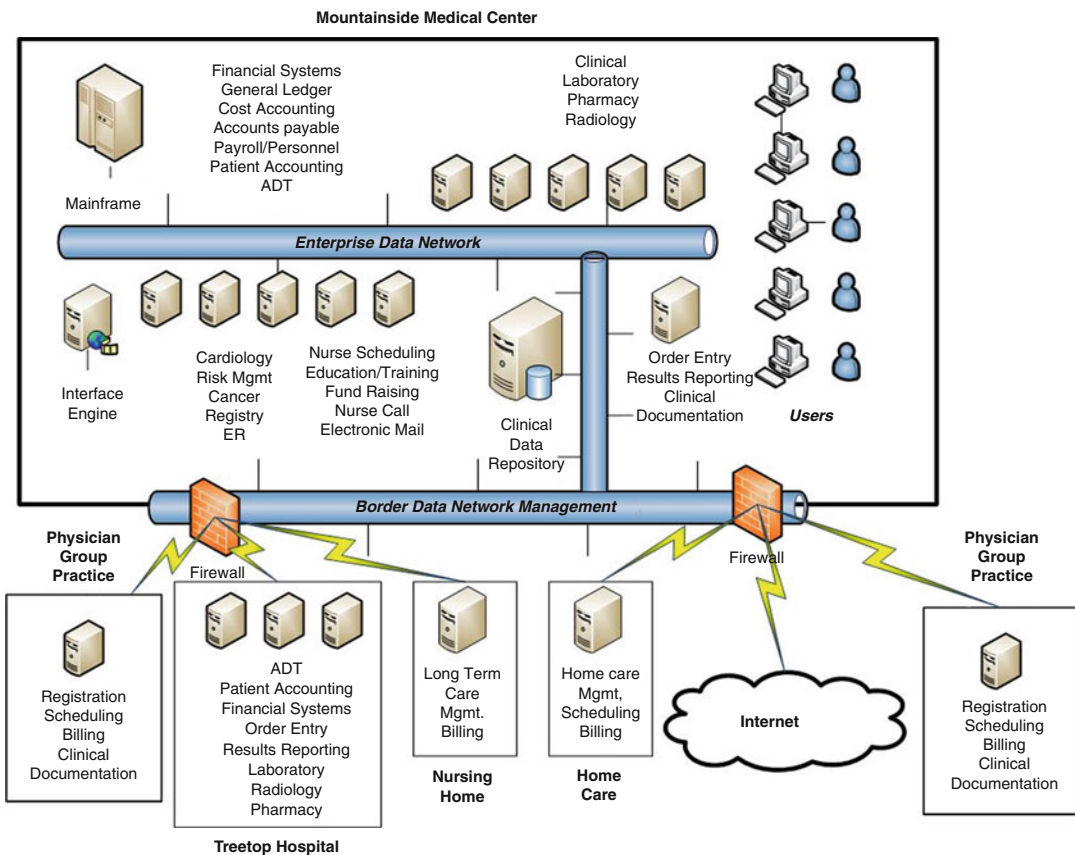 Mountainside Medical Center
Financial Systems
General Ledger
Cost Accounting
Accounts payable
Payroll/Personnel
Patient Accounting
ADT
Clinical
Laboratory
Pharmacy
Radiology
Mainframe
Enterprise Data Network
Interface
Engine
Cardiology
Risk Mgmt
Cancer
Registry
ER
Nurse Scheduling
Education/Training
Fund Raising
Nurse Call
Electronic Mail
Clinical
Data
Repository
Order Entry
Results Reporting
Clinical
Documentation
Users
Border Data Network Management
Physician
Group
Practice
Firewall
Firewall
Physician
Group
Practice
Registration
Scheduling
Billing
Clinical
Documentation
ADT
Patient Accounting
Financial Systems
Order Entry
Results Reporting
Laboratory
Radiology
Pharmacy
Treetop Hospital
Long Term
Care
Mgmt.
Billing
Nursing
Home
Home care
Mgmt,
Scheduling
Billing
Home
Care
Internet
Registration
Scheduling
Billing
Clinical
Documentation